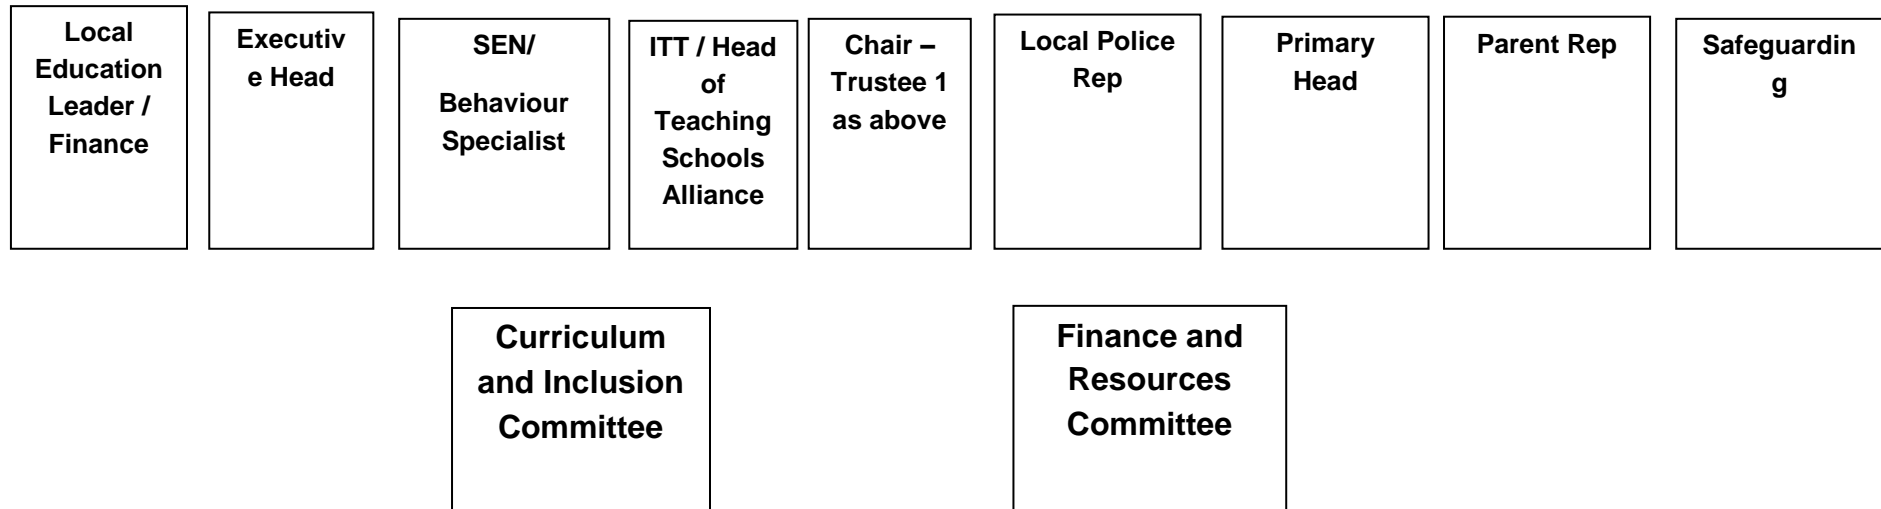 Local
Education
Leader /
Finance
Executiv
e Head
SEN/
Behaviour
Specialist
ITT / Head
of
Teaching
Schools
Alliance
Chair –
Trustee 1
as above
Local Police
Rep
Primary
Head
Parent Rep
Safeguardin
g
Curriculum
and Inclusion
Committee
Finance and
Resources
Committee